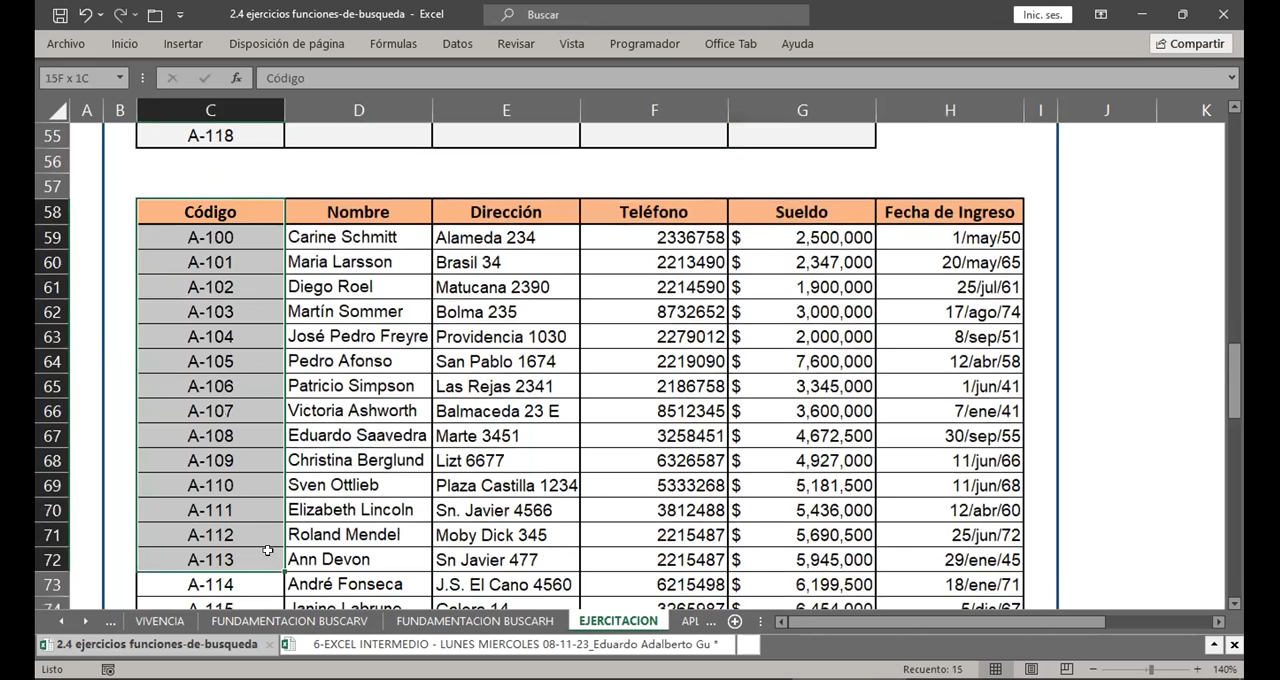 2.4 ejercicios funciones-de-busqueda - Excel
Buscar
Inic. ses.
Archivo Inicio Insertar Disposición de página Fórmulas Datos Revisar Vista Programador Office Tab Ayuda Compartir
15F x 1C fx Código
A B C D E F G H I J K
55 A-118
56
57
58 Código Nombre Dirección Teléfono Sueldo Fecha de Ingreso
59 A-100 Carine Schmitt Alameda 234 2336758 $ 2,500,000 1/may/50
60 A-101 Maria Larsson Brasil 34 2213490 $ 2,347,000 20/may/65
61 A-102 Diego Roel Matucana 2390 2214590 $ 1,900,000 25/jul/61
62 A-103 Martín Sommer Bolma 235 8732652 $ 3,000,000 17/ago/74
63 A-104 José Pedro Freyre Providencia 1030 2279012 $ 2,000,000 8/sep/51
64 A-105 Pedro Afonso San Pablo 1674 2219090 $ 7,600,000 12/abr/58
65 A-106 Patricio Simpson Las Rejas 2341 2186758 $ 3,345,000 1/jun/41
66 A-107 Victoria Ashworth Balmaceda 23 E 8512345 $ 3,600,000 7/ene/41
67 A-108 Eduardo Saavedra Marte 3451 3258451 $ 4,672,500 30/sep/55
68 A-109 Christina Berglund Lizt 6677 6326587 $ 4,927,000 11/jun/66
69 A-110 Sven Ottlieb Plaza Castilla 1234 5333268 $ 5,181,500 11/jun/68
70 A-111 Elizabeth Lincoln Sn. Javier 4566 3812488 $ 5,436,000 12/abr/60
71 A-112 Roland Mendel Moby Dick 345 2215487 $ 5,690,500 25/jun/72
72 A-113 Ann Devon Sn Javier 477 2215487 $ 5,945,000 29/ene/45
73 A-114 André Fonseca J.S. El Cano 4560 6215498 $ 6,199,500 18/ene/71
74 A-115 Janine Labrune 3265987 $ 6,454,000 5/dic/67
... VIVENCIA FUNDAMENTACION BUSCARV FUNDAMENTACION BUSCARH EJERCITACION APL ...
2.4 ejercicios funciones-de-busqueda 6-EXCEL INTERMEDIO - LUNES MIERCOLES 08-11-23_Eduardo Adalberto Gu *
Listo Recuento: 15 140%